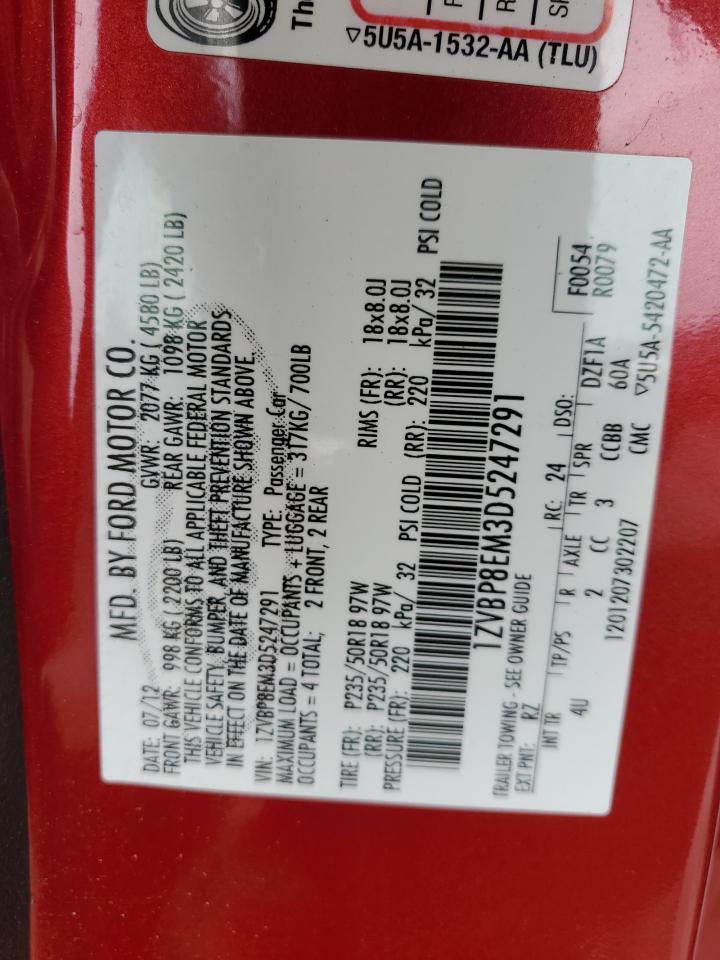 Th
▽5U5A-1532-AA (TLU)
MFD. BY FORD MOTOR CO.
DATE: 07/12 GVWR: 2077 KG ( 4580 LB)
FRONT GAWR: 998 KG ( 2200 LB) REAR GAWR: 1098 KG ( 2420 LB)
THIS VEHICLE CONFORMS TO ALL APPLICABLE FEDERAL MOTOR
VEHICLE SAFETY, BUMPER, AND THEFT PREVENTION STANDARDS
IN EFFECT ON THE DATE OF MANUFACTURE SHOWN ABOVE.
VIN: 1ZVBP8EM3D5247291 TYPE: Passenger Car
MAXIMUM LOAD = OCCUPANTS + LUGGAGE = 317KG/ 700LB
OCCUPANTS = 4 TOTAL; 2 FRONT, 2 REAR
TIRE (FR): P235/50R18 97W RIMS (FR): 18x8.0J
(RR): P235/50R18 97W (RR): 18x8.0J
PRESSURE (FR): 220 kPa/ 32 PSI COLD (RR): 220 kPa/ 32 PSI COLD
1ZVBP8EM3D5247291
TRAILER TOWING - SEE OWNER GUIDE
EXT PNT: RZ RC: 24 DSO: F0054
INT TR TP/PS R AXLE TR SPR DZF1A R0079
4U 2 CC 3 CCBB 60A
1201207302207 CMC ▽5U5A-5420472-AA